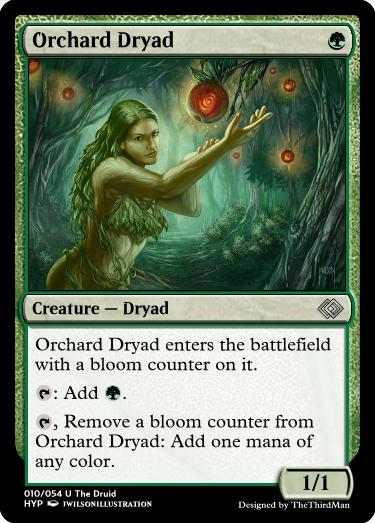 Orchard Dryad
Creature — Dryad
Orchard Dryad enters the battlefield
with a bloom counter on it.
: Add .
, Remove a bloom counter from
Orchard Dryad: Add one mana of
any color.
1/1
010/054 U The Druid
HYP JWILSONILLUSTRATION
Designed by TheThirdMan